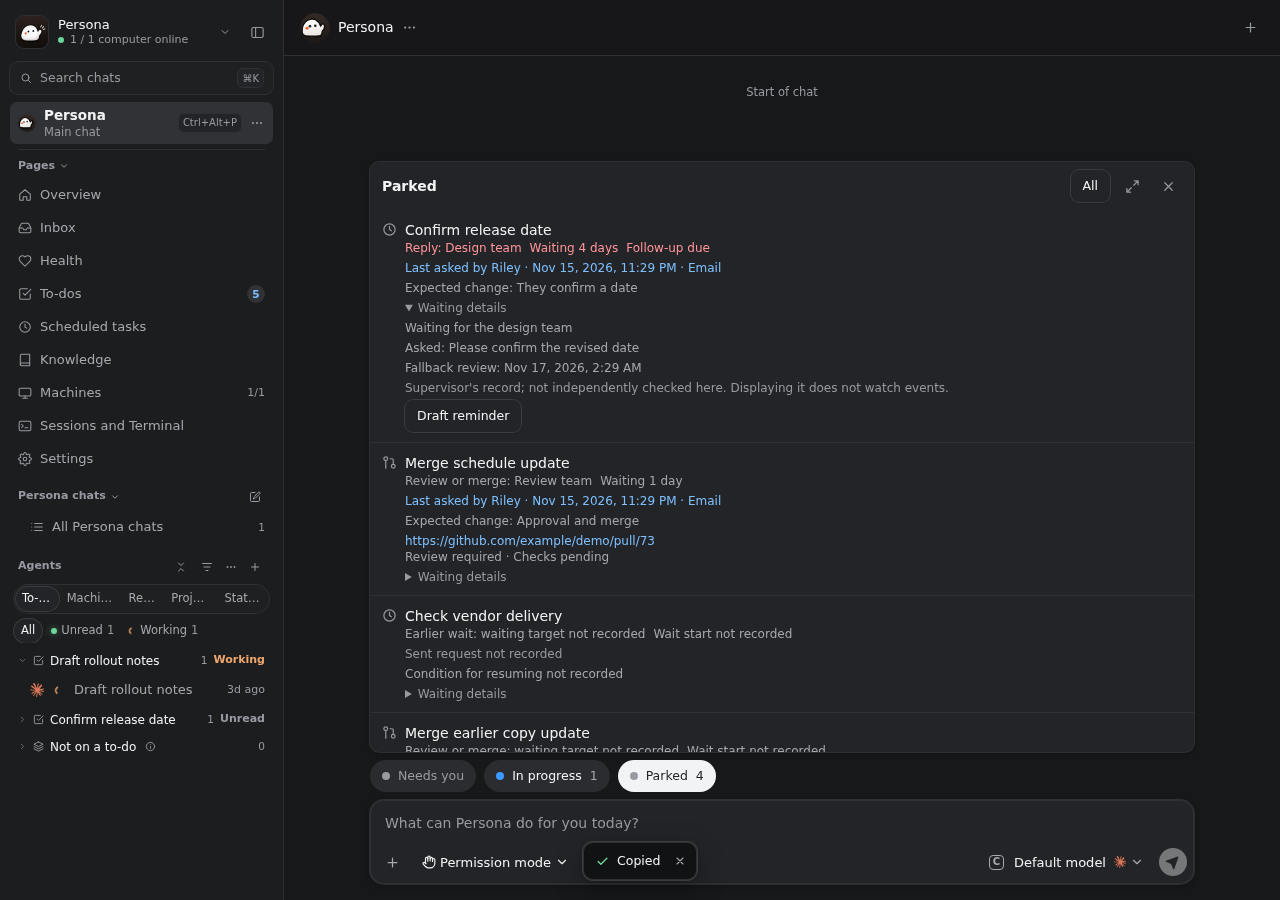 Persona
1 / 1 computer online
Search chats
⌘K
Persona
Main chat
Ctrl+Alt+P
Pages
Overview
Inbox
Health
To-dos
5
Scheduled tasks
Knowledge
Machines
1/1
Sessions and Terminal
Settings
Persona chats
All Persona chats
1
Agents
To-...
Machi...
Re...
Proj...
Stat...
All
Unread 1
Working 1
Draft rollout notes
1 Working
Draft rollout notes
3d ago
Confirm release date
1 Unread
Not on a to-do
0
Persona
Start of chat
Parked
All
Confirm release date
Reply: Design team Waiting 4 days Follow-up due
Last asked by Riley · Nov 15, 2026, 11:29 PM · Email
Expected change: They confirm a date
Waiting details
Waiting for the design team
Asked: Please confirm the revised date
Fallback review: Nov 17, 2026, 2:29 AM
Supervisor's record; not independently checked here. Displaying it does not watch events.
Draft reminder
Merge schedule update
Review or merge: Review team Waiting 1 day
Last asked by Riley · Nov 15, 2026, 11:29 PM · Email
Expected change: Approval and merge
https://github.com/example/demo/pull/73
Review required · Checks pending
Waiting details
Check vendor delivery
Earlier wait: waiting target not recorded Wait start not recorded
Sent request not recorded
Condition for resuming not recorded
Waiting details
Merge earlier copy update
Review or merge: waiting target not recorded Wait start not recorded
Needs you
In progress 1
Parked 4
What can Persona do for you today?
Permission mode
Copied
C
Default model